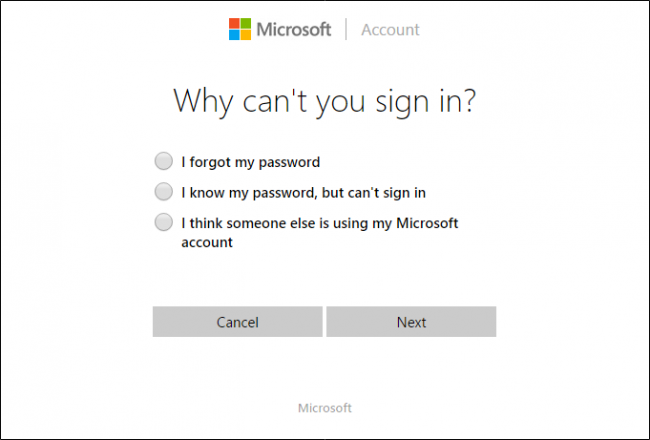 Microsoft | Account
Why can't you sign in?
I forgot my password
I know my password, but can't sign in
I think someone else is using my Microsoft
account
Cancel Next
Microsoft